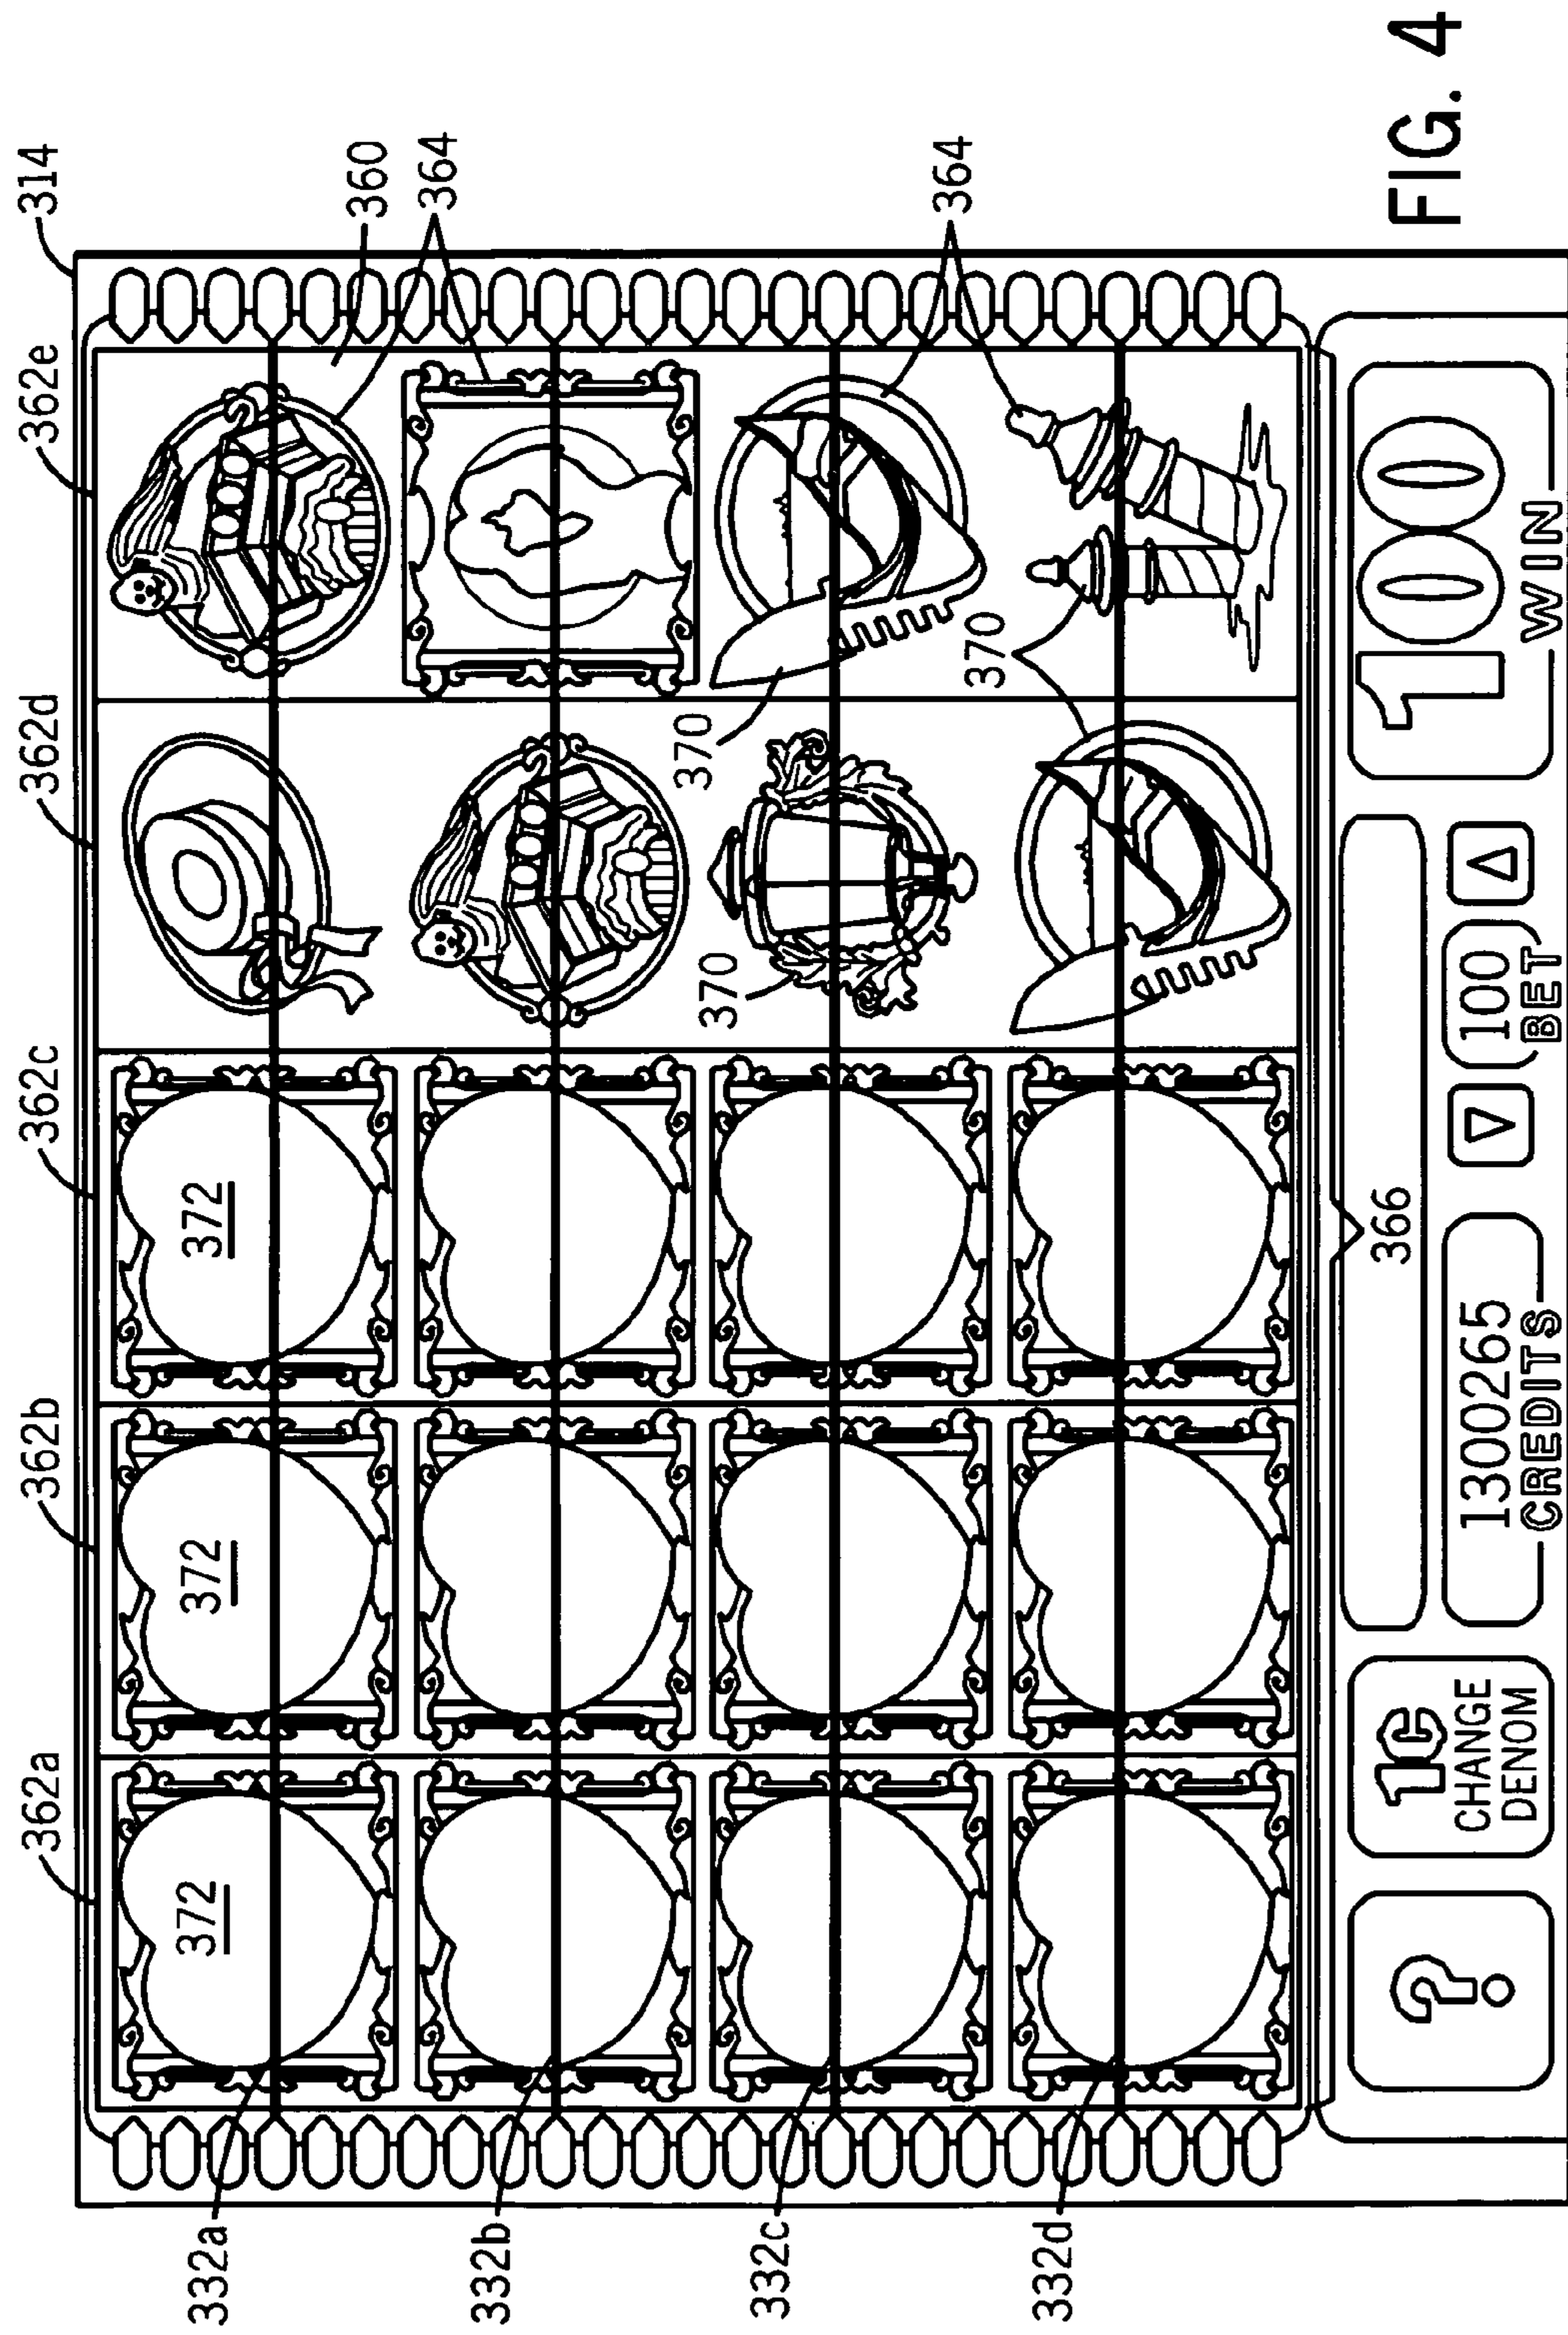 314
362a
362b
362c
362d
362e
360
364
332a
372
372
372
332b
370
370
364
332c
370
332d
366
?
1¢
CHANGE
DENOM
1300265
CREDITS
100
BET
100
WIN
FIG. 4